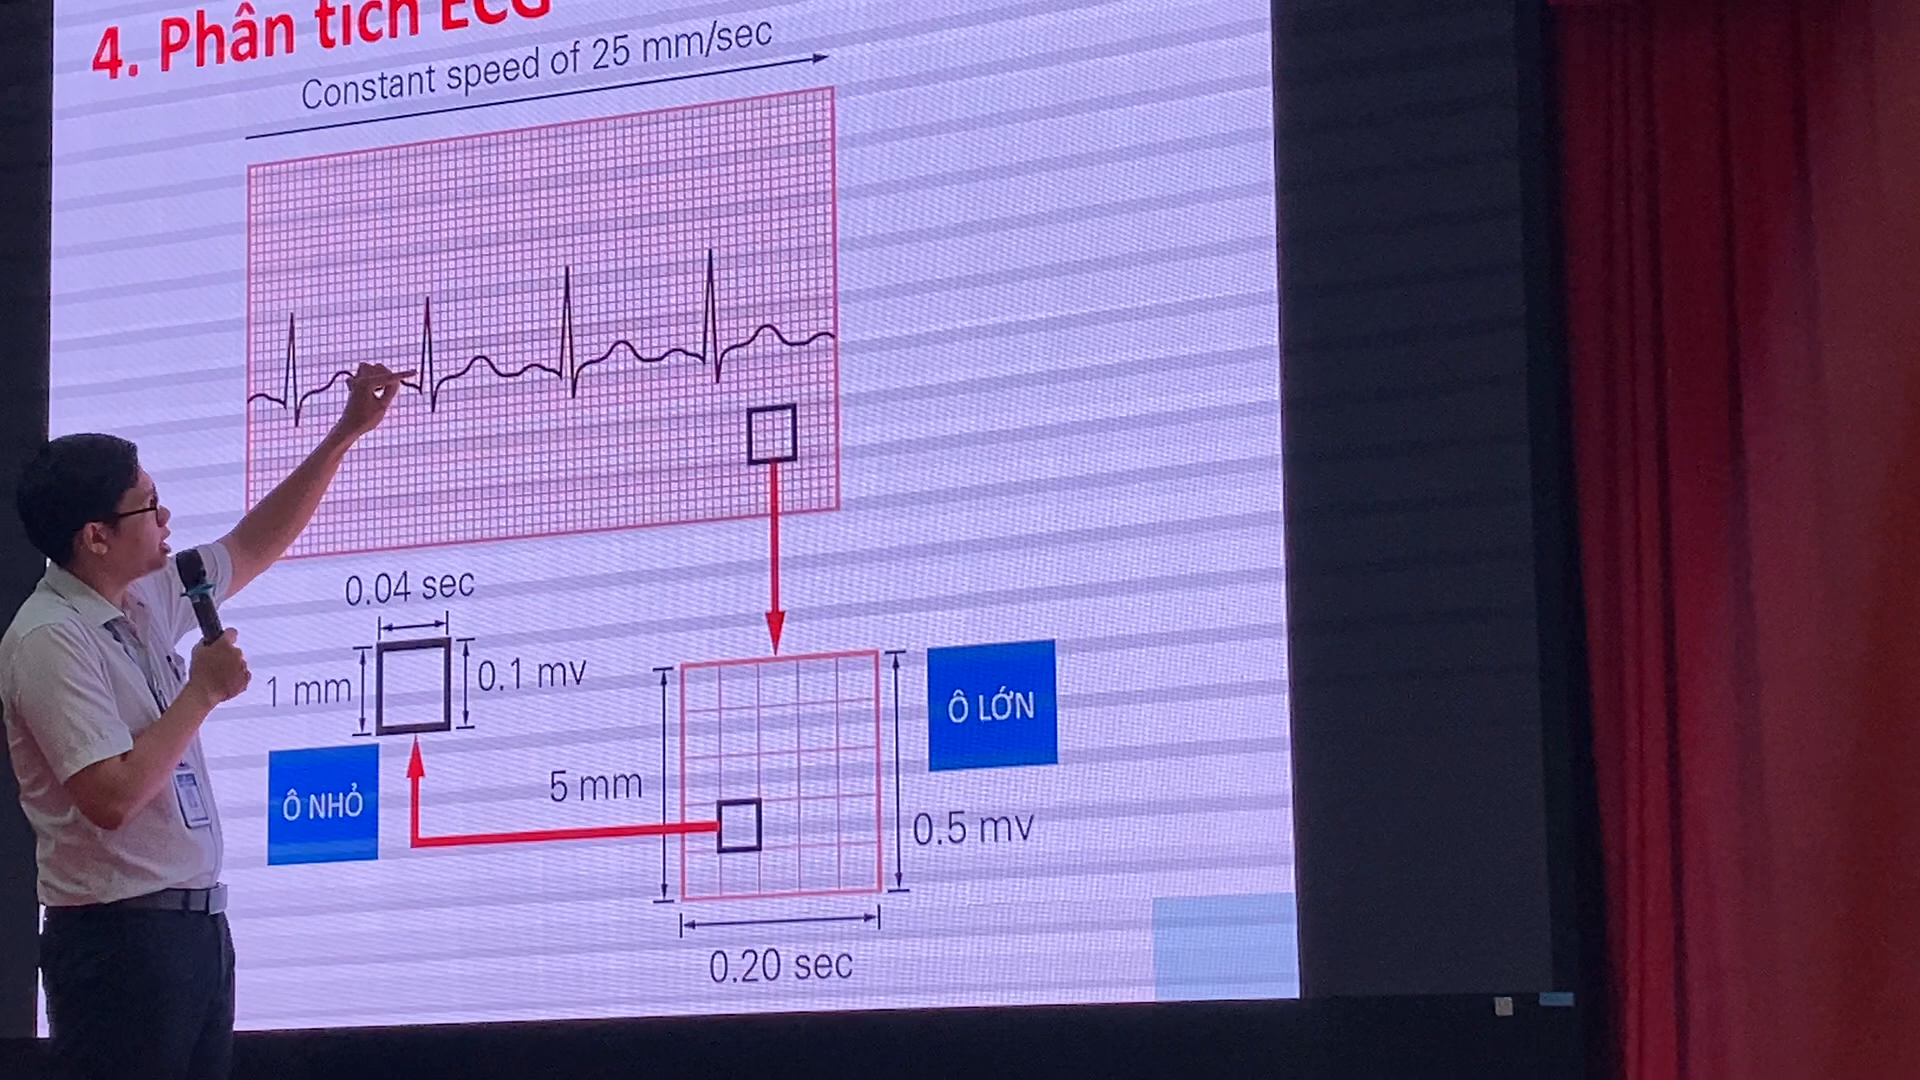 4. Phân tích ECG
Constant speed of 25 mm/sec
0.04 sec
1 mm
0.1 mv
Ô NHỎ
5 mm
Ô LỚN
0.5 mv
0.20 sec